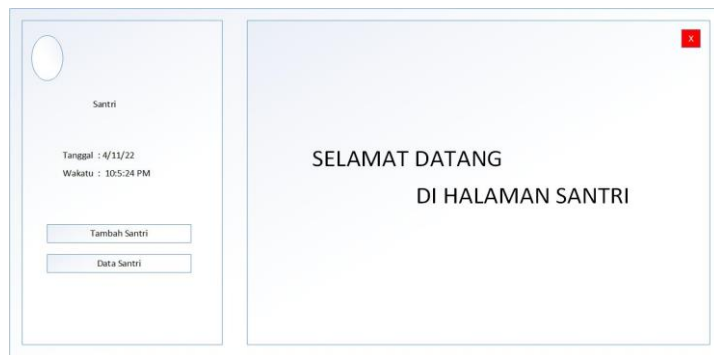 Santri
Tanggal : 4/11/22
Wakatu : 10:5:24 PM
Tambah Santri
Data Santri
X
SELAMAT DATANG
DI HALAMAN SANTRI